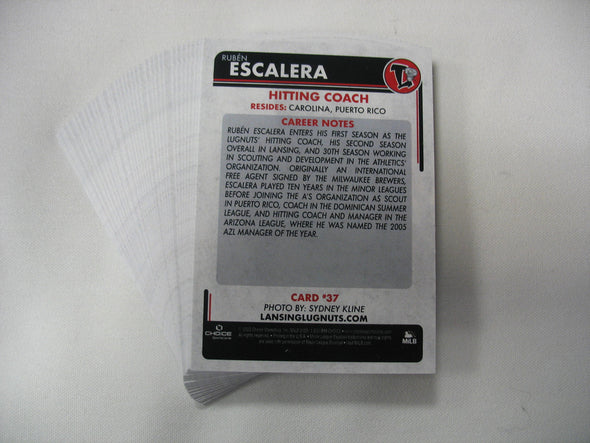 RUBÉN
ESCALERA
L
HITTING COACH
RESIDES: CAROLINA, PUERTO RICO
CAREER NOTES
RUBÉN ESCALERA ENTERS HIS FIRST SEASON AS THE
LUGNUTS' HITTING COACH, HIS SECOND SEASON
OVERALL IN LANSING, AND 30TH SEASON WORKING
IN SCOUTING AND DEVELOPMENT IN THE ATHLETICS'
ORGANIZATION. ORIGINALLY AN INTERNATIONAL
FREE AGENT SIGNED BY THE MILWAUKEE BREWERS,
ESCALERA PLAYED TEN YEARS IN THE MINOR LEAGUES
BEFORE JOINING THE A'S ORGANIZATION AS SCOUT
IN PUERTO RICO, COACH IN THE DOMINICAN SUMMER
LEAGUE, AND HITTING COACH AND MANAGER IN THE
ARIZONA LEAGUE, WHERE HE WAS NAMED THE 2005
AZL MANAGER OF THE YEAR.
CARD #37
PHOTO BY: SYDNEY KLINE
LANSINGLUGNUTS.COM
CHOICE
MiLB